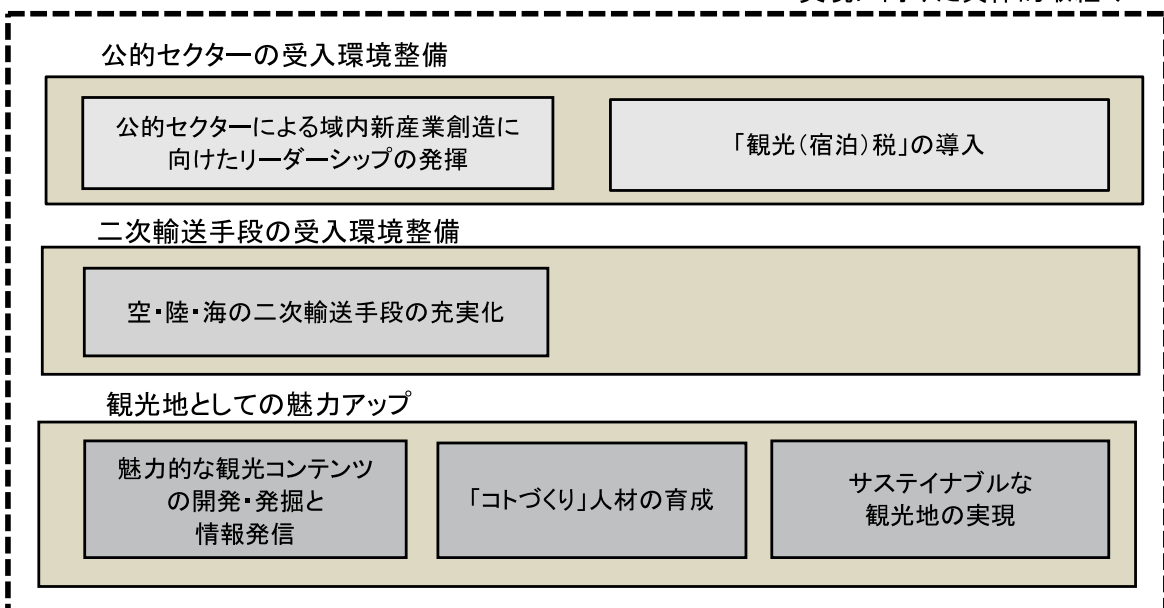 公的セクターの受入環境整備
公的セクターによる域内新産業創造に
向けたリーダーシップの発揮
「観光(宿泊)税」の導入
二次輸送手段の受入環境整備
空・陸・海の二次輸送手段の充実化
観光地としての魅力アップ
魅力的な観光コンテンツ
の開発・発掘と
情報発信
「コトづくり」人材の育成
サステイナブルな
観光地の実現